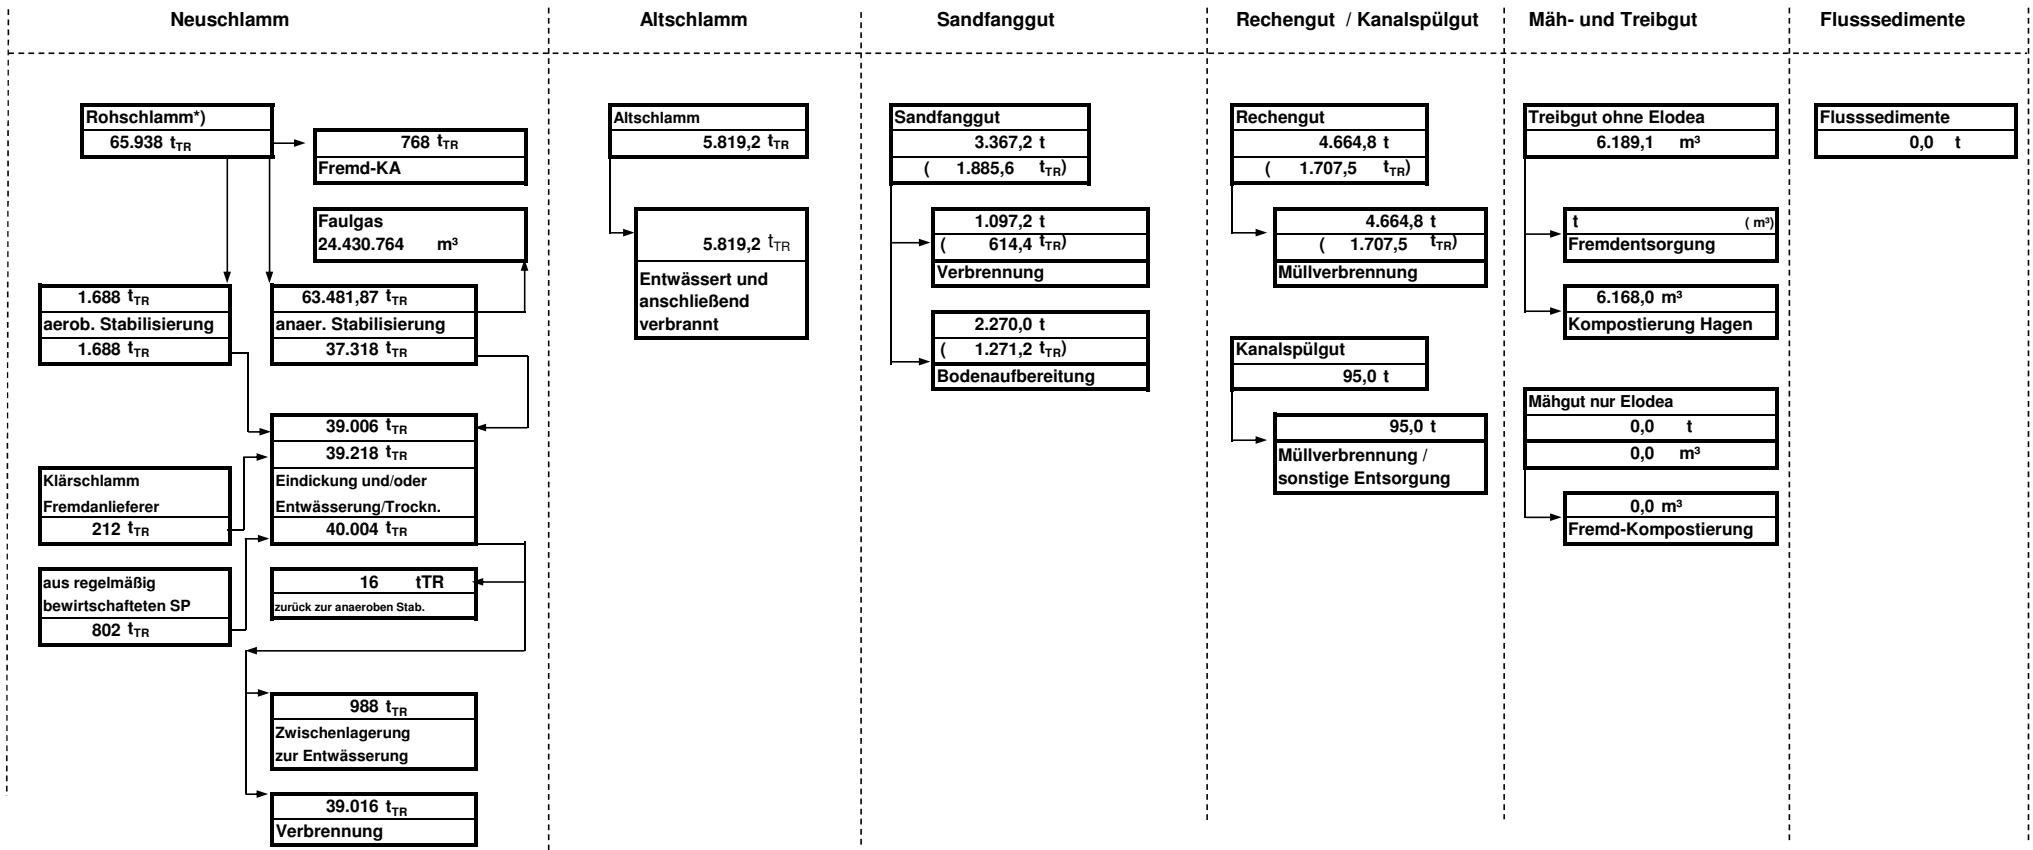 Neuschlamm
Altschlamm
Sandfanggut
Rechengut / Kanalspülgut
Mäh- und Treibgut
Flusssedimente
Rohschlamm*)
65.938 tTR
768 tTR
Fremd-KA
Faulgas
24.430.764 m³
1.688 tTR
aerob. Stabilisierung
1.688 tTR
63.481,87 tTR
anaer. Stabilisierung
37.318 tTR
39.006 tTR
39.218 tTR
Eindickung und/oder
Entwässerung/Trockn.
40.004 tTR
Klärschlamm
Fremdanlieferer
212 tTR
aus regelmäßig
bewirtschafteten SP
802 tTR
16 tTR
zurück zur anaeroben Stab.
988 tTR
Zwischenlagerung
zur Entwässerung
39.016 tTR
Verbrennung
Altschlamm
5.819,2 tTR
5.819,2 tTR
Entwässert und
anschließend
verbrannt
Sandfanggut
3.367,2 t
( 1.885,6 tTR)
1.097,2 t
( 614,4 tTR)
Verbrennung
2.270,0 t
( 1.271,2 tTR)
Bodenaufbereitung
Rechengut
4.664,8 t
( 1.707,5 tTR)
4.664,8 t
( 1.707,5 tTR)
Müllverbrennung
Kanalspülgut
95,0 t
95,0 t
Müllverbrennung /
sonstige Entsorgung
Treibgut ohne Elodea
6.189,1 m³
t ( m³)
Fremdentsorgung
6.168,0 m³
Kompostierung Hagen
Mähgut nur Elodea
0,0 t
0,0 m³
0,0 m³
Fremd-Kompostierung
Flusssedimente
0,0 t